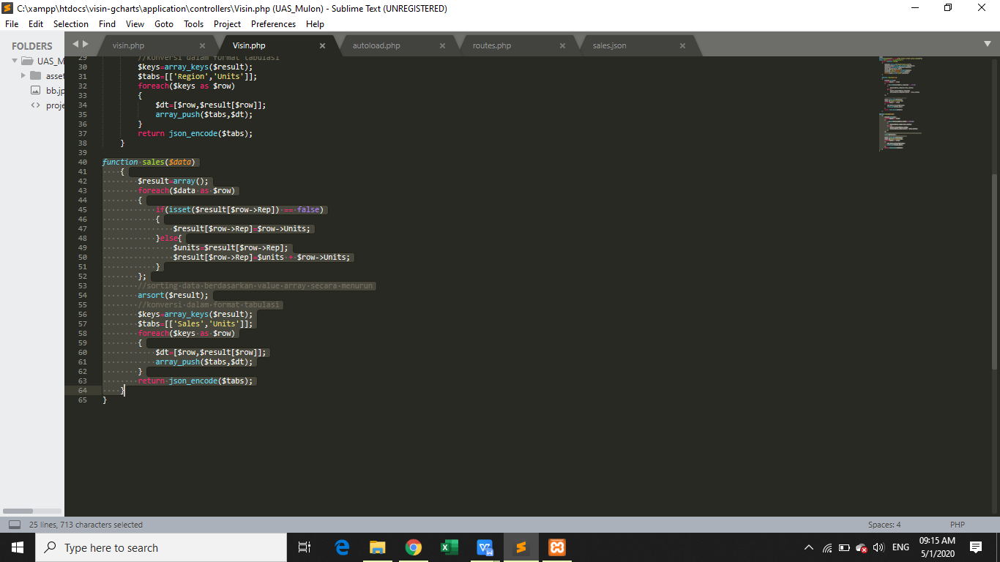 C:\xampp\htdocs\visin-gcharts\application\controllers\Visin.php (UAS_Mulon) - Sublime Text (UNREGISTERED)
File Edit Selection Find View Goto Tools Project Preferences Help
FOLDERS
UAS_M
asset
bb.jp
proje
visin.php Visin.php autoload.php routes.php sales.json
29 //konversi dalam format tabulasi
30 $keys=array_keys($result);
31 $tabs=[['Region','Units']];
32 foreach($keys as $row)
33 {
34 $dt=[$row,$result[$row]];
35 array_push($tabs,$dt);
36 }
37 return json_encode($tabs);
38 }
39
40 function sales($data)
41 {
42 $result=array();
43 foreach($data as $row)
44 {
45 if(isset($result[$row->Rep]) == false)
46 {
47 $result[$row->Rep]=$row->Units;
48 }else{
49 $units=$result[$row->Rep];
50 $result[$row->Rep]=$units + $row->Units;
51 }
52 };
53 //sorting data berdasarkan value array secara menurun
54 arsort($result);
55 //konversi dalam format tabulasi
56 $keys=array_keys($result);
57 $tabs=[['Sales','Units']];
58 foreach($keys as $row)
59 {
60 $dt=[$row,$result[$row]];
61 array_push($tabs,$dt);
62 }
63 return json_encode($tabs);
64 }
65 }
25 lines, 713 characters selected Spaces: 4 PHP
Type here to search
ENG
09:15 AM
5/1/2020